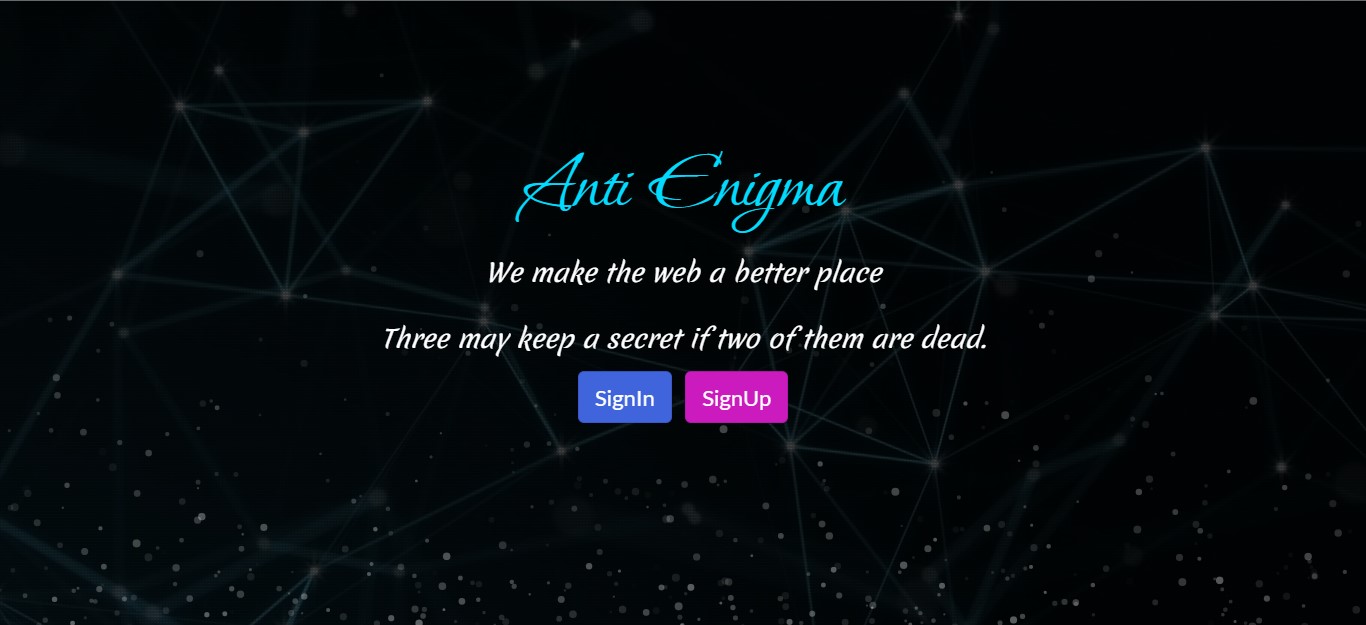 Anti Enigma
We make the web a better place
Three may keep a secret if two of them are dead.
SignIn SignUp